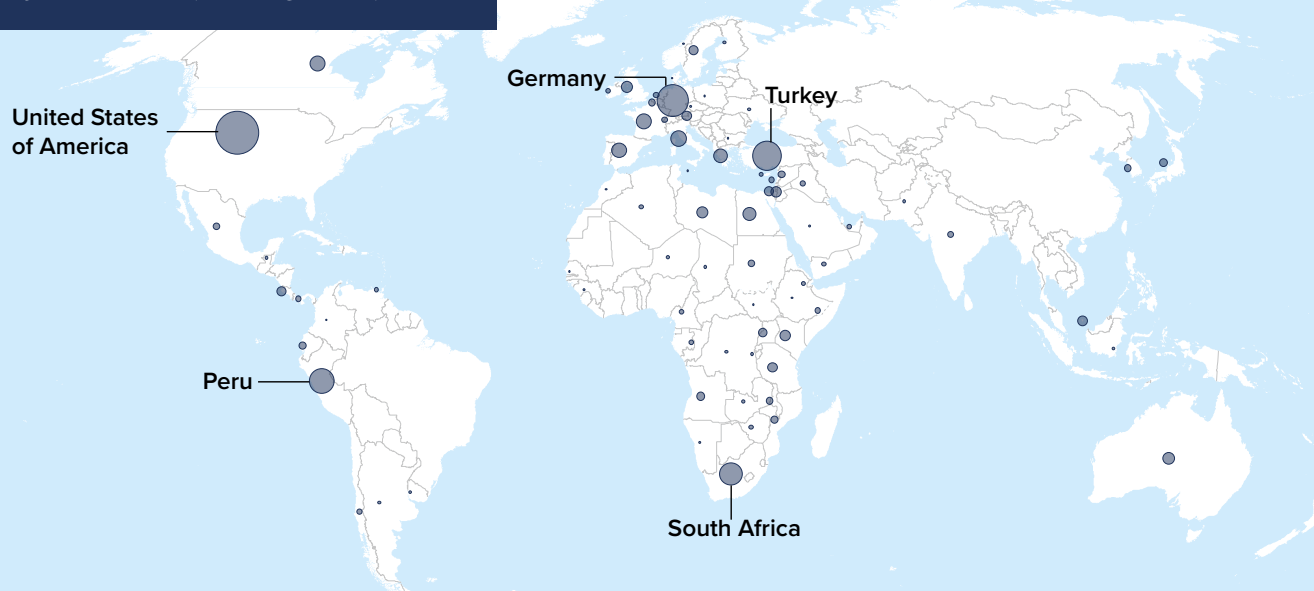 Germany
Turkey
United States
of America
Peru
South Africa